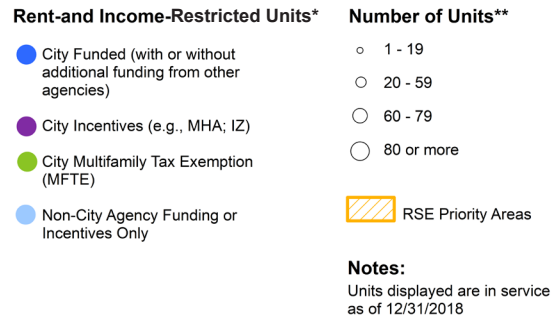 Rent-and Income-Restricted Units*
City Funded (with or without
additional funding from other
agencies)
City Incentives (e.g., MHA; IZ)
City Multifamily Tax Exemption
(MFTE)
Non-City Agency Funding or
Incentives Only
Number of Units**
1 - 19
20 - 59
60 - 79
80 or more
RSE Priority Areas
Notes:
Units displayed are in service
as of 12/31/2018